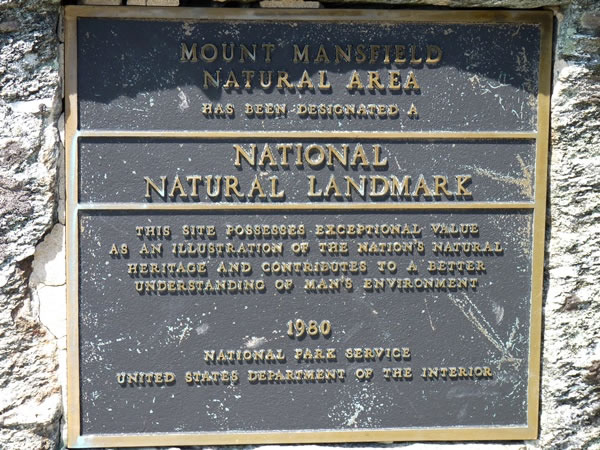 MOUNT MANSFIELD
NATURAL AREA
HAS BEEN DESIGNATED A
NATIONAL
NATURAL LANDMARK
THIS SITE POSSESSES EXCEPTIONAL VALUE
AS AN ILLUSTRATION OF THE NATION'S NATURAL
HERITAGE AND CONTRIBUTES TO A BETTER
UNDERSTANDING OF MAN'S ENVIRONMENT
1980
NATIONAL PARK SERVICE
UNITED STATES DEPARTMENT OF THE INTERIOR